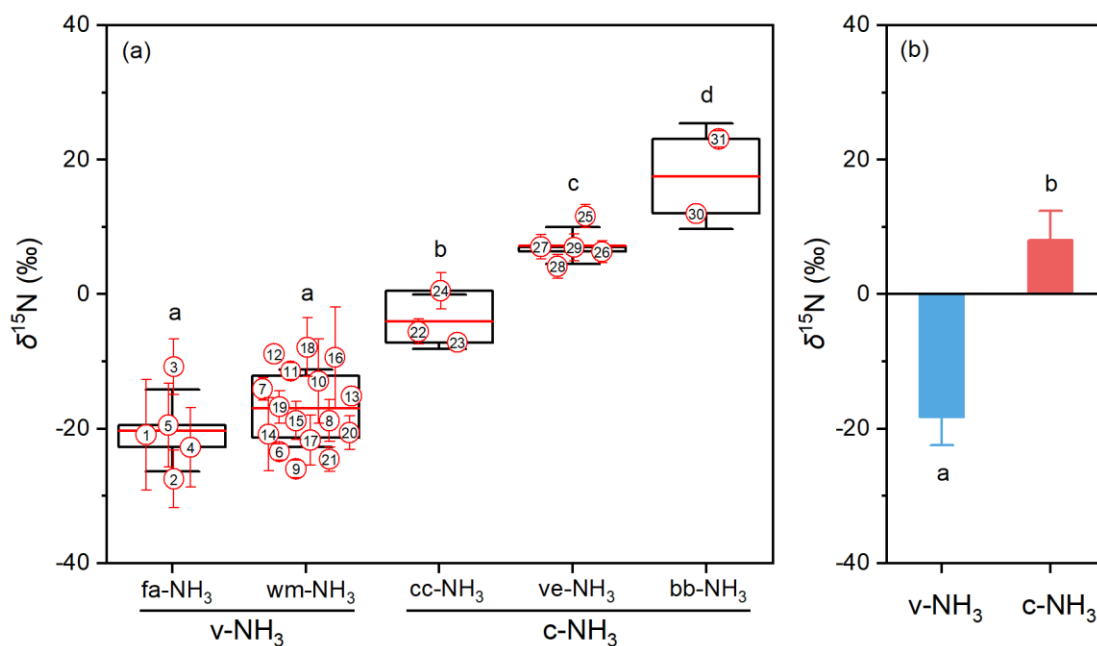 (a)
(b)
40
20
0
-20
-40
δ¹⁵N (‰)
a
a
b
c
d
1
2
3
4
5
6
7
8
9
10
11
12
13
14
15
16
17
18
19
20
21
22
23
24
25
26
27
28
29
30
31
fa-NH₃ wm-NH₃ cc-NH₃ ve-NH₃ bb-NH₃
v-NH₃ c-NH₃
40
20
0
-20
-40
δ¹⁵N (‰)
b
a
v-NH₃ c-NH₃